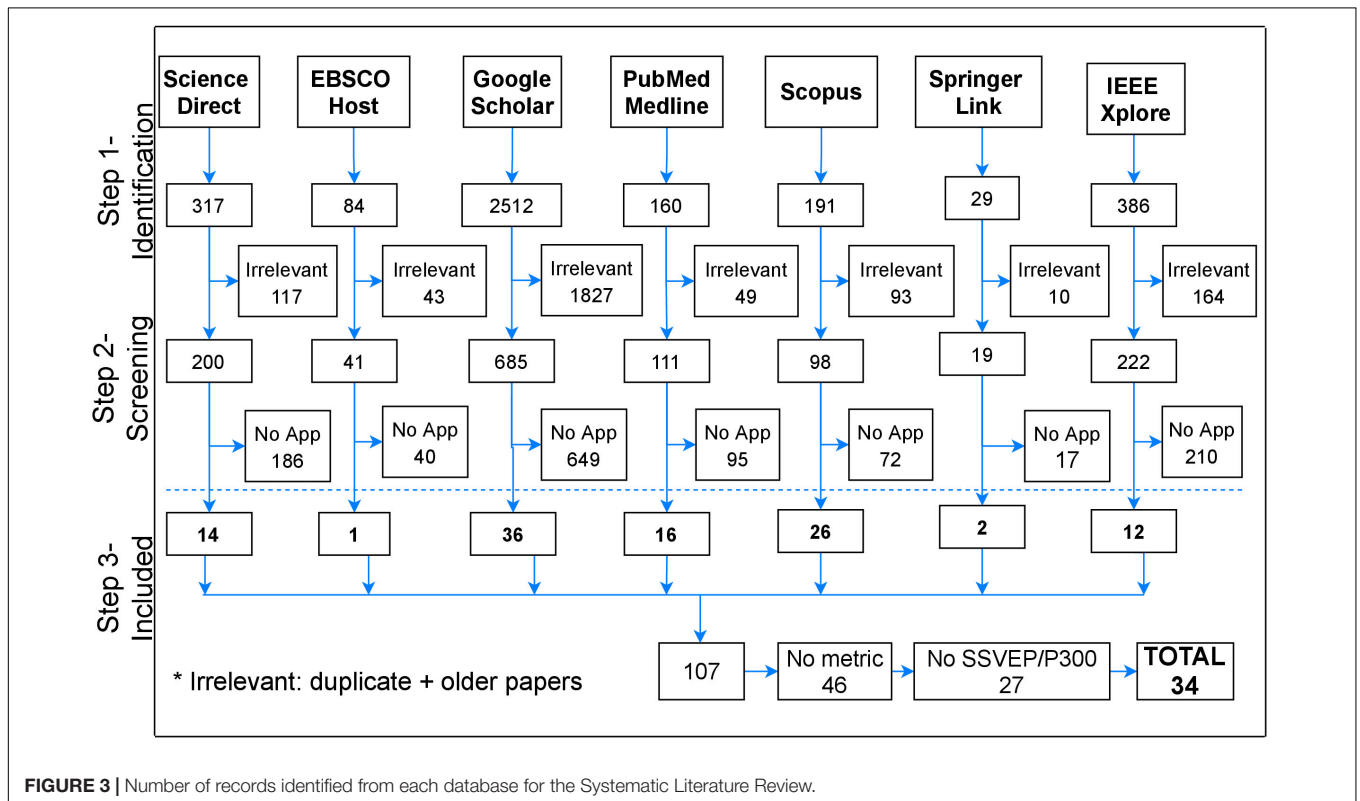 Science
Direct
EBSCO
Host
Google
Scholar
PubMed
Medline
Scopus
Springer
Link
IEEE
Xplore
Step 1-
Identification
317
84
2512
160
191
29
386
Irrelevant
117
Irrelevant
43
Irrelevant
1827
Irrelevant
49
Irrelevant
93
Irrelevant
10
Irrelevant
164
Step 2-
Screening
200
41
685
111
98
19
222
No App
186
No App
40
No App
649
No App
95
No App
72
No App
17
No App
210
Step 3-
Included
14
1
36
16
26
2
12
107
No metric
46
No SSVEP/P300
27
TOTAL
34
* Irrelevant: duplicate + older papers
FIGURE 3 | Number of records identified from each database for the Systematic Literature Review.